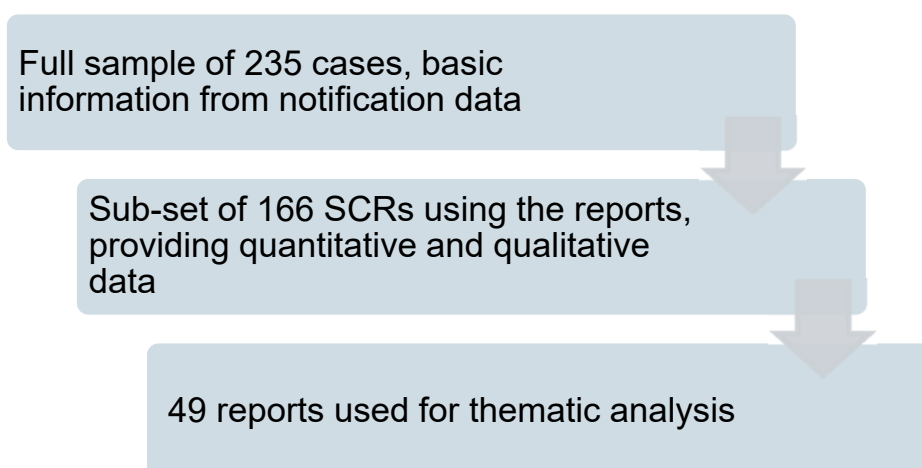 Full sample of 235 cases, basic
information from notification data
Sub-set of 166 SCRs using the reports,
providing quantitative and qualitative
data
49 reports used for thematic analysis